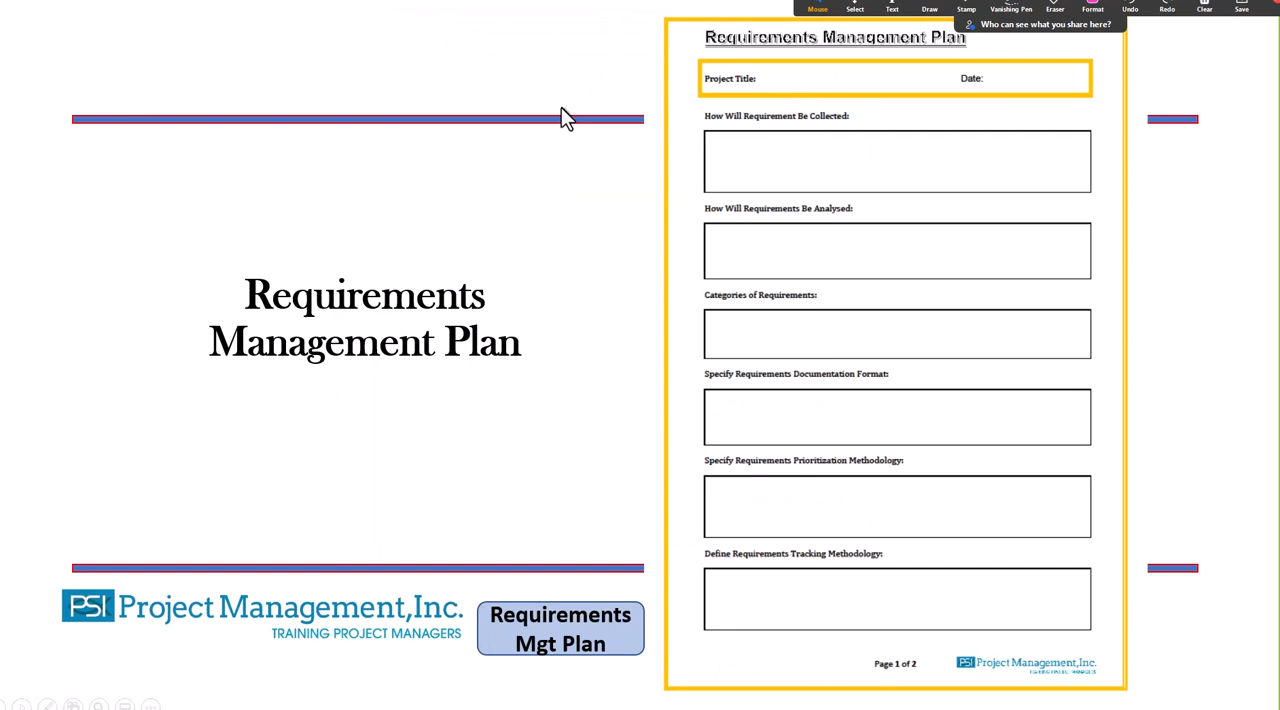 Mouse Select Text Draw Stamp Vanishing Pen Eraser Format Undo Redo Clear Save
Who can see what you share here?
Requirements
Management Plan
PSI Project Management,Inc.
TRAINING PROJECT MANAGERS
Requirements
Mgt Plan
Requirements Management Plan
Project Title: Date:
How Will Requirement Be Collected:
How Will Requirements Be Analysed:
Categories of Requirements:
Specify Requirements Documentation Format:
Specify Requirements Prioritization Methodology:
Define Requirements Tracking Methodology:
Page 1 of 2
PSI Project Management,Inc.
TRAINING PROJECT MANAGERS